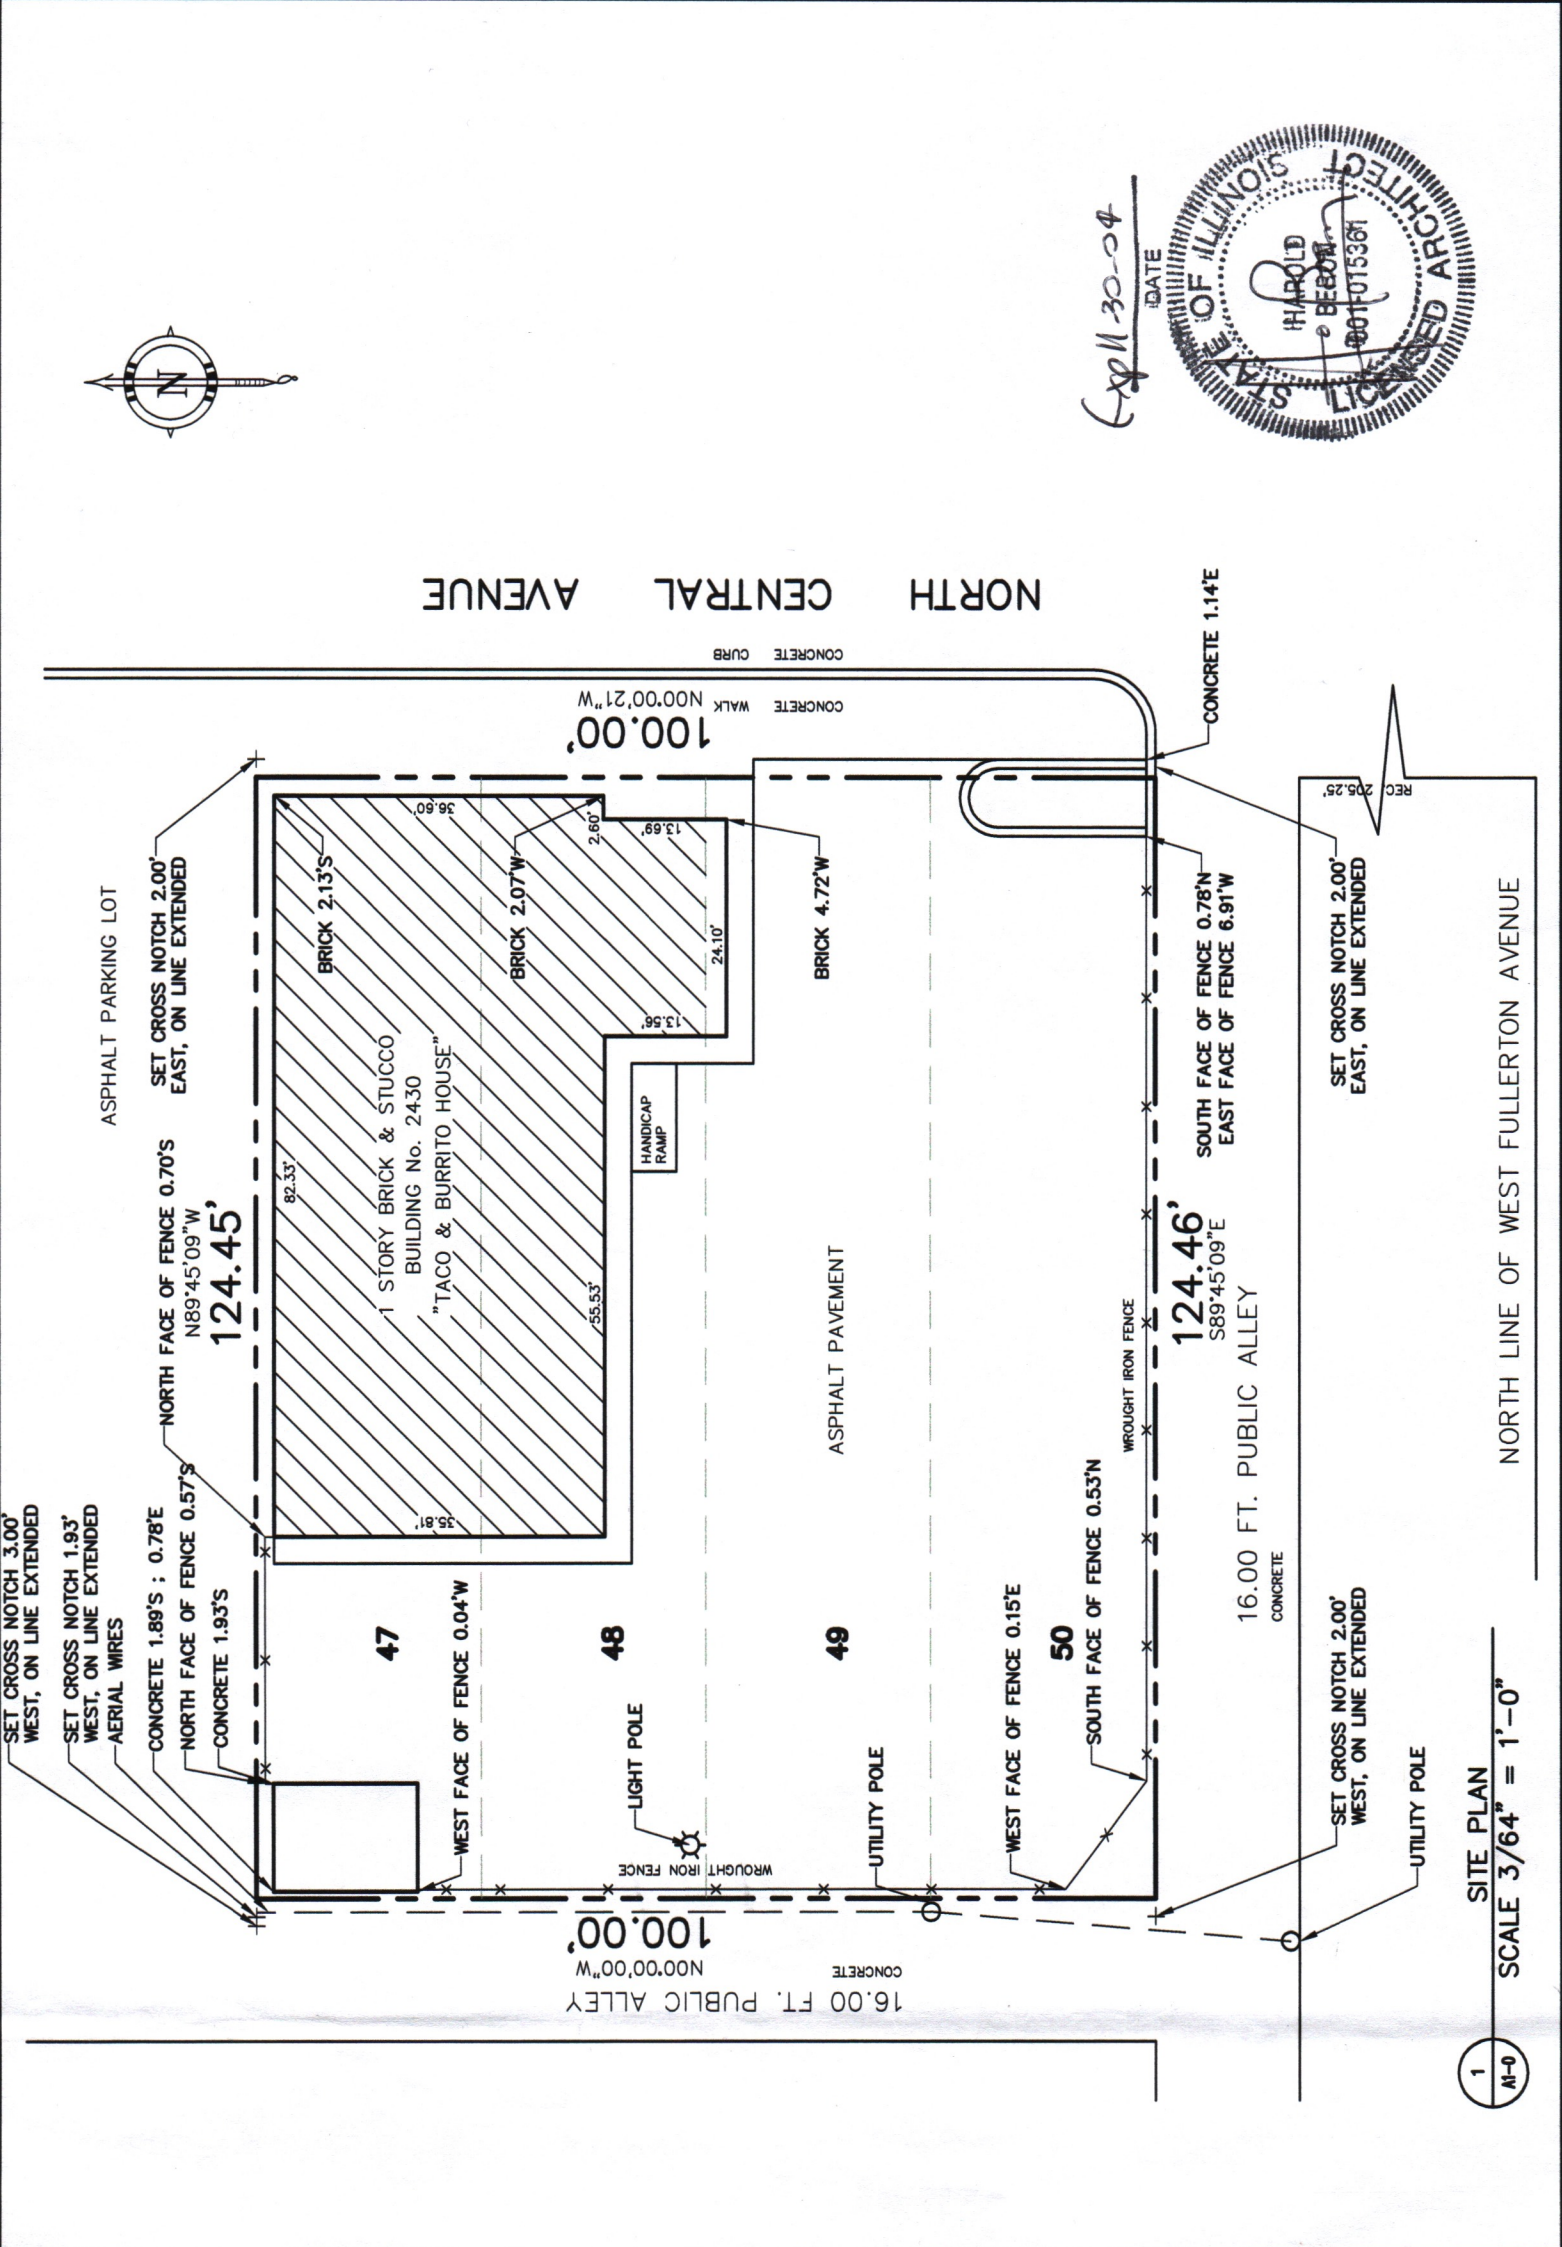 N
ASPHALT PARKING LOT
SET CROSS NOTCH 3.00'
WEST, ON LINE EXTENDED
SET CROSS NOTCH 1.93'
WEST, ON LINE EXTENDED
AERIAL WIRES
CONCRETE 1.89'S ; 0.78'E
NORTH FACE OF FENCE 0.57'S
CONCRETE 1.93'S
NORTH FACE OF FENCE 0.70'S
N89°45'09"W
124.45'
SET CROSS NOTCH 2.00'
EAST, ON LINE EXTENDED
82.33'
BRICK 2.13'S
36.60'
1 STORY BRICK & STUCCO
BUILDING No. 2430
"TACO & BURRITO HOUSE"
35.81'
55.53'
BRICK 2.07'W
2.60'
13.69'
13.56'
24.10'
BRICK 4.72'W
HANDICAP
RAMP
47
WEST FACE OF FENCE 0.04'W
48
LIGHT POLE
WROUGHT IRON FENCE
49
ASPHALT PAVEMENT
UTILITY POLE
50
WEST FACE OF FENCE 0.15'E
SOUTH FACE OF FENCE 0.53'N
WROUGHT IRON FENCE
100.00'
N00°00'00"W
CONCRETE
16.00 FT. PUBLIC ALLEY
100.00'
N00°00'21"W
CONCRETE WALK
CONCRETE CURB
NORTH CENTRAL AVENUE
124.46'
S89°45'09"E
16.00 FT. PUBLIC ALLEY
CONCRETE
SOUTH FACE OF FENCE 0.78'N
EAST FACE OF FENCE 6.91'W
CONCRETE 1.14'E
SET CROSS NOTCH 2.00'
WEST, ON LINE EXTENDED
UTILITY POLE
SET CROSS NOTCH 2.00'
EAST, ON LINE EXTENDED
REC. 205.25'
NORTH LINE OF WEST FULLERTON AVENUE
1
A1-0
SITE PLAN
SCALE 3/64" = 1'-0"
Exp 11-30-04
DATE
STATE OF ILLINOIS
HAROLD
LICENSED ARCHITECT